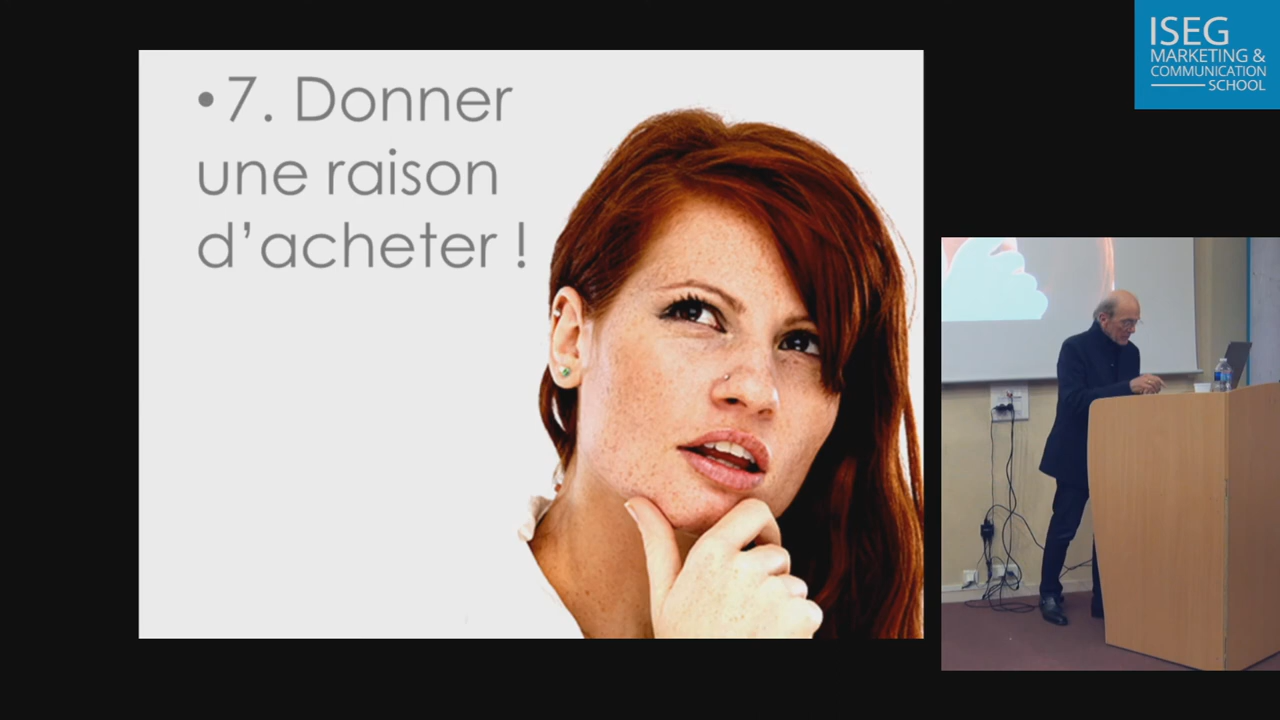 •7. Donner
une raison
d'acheter !
ISEG
MARKETING &
COMMUNICATION
SCHOOL